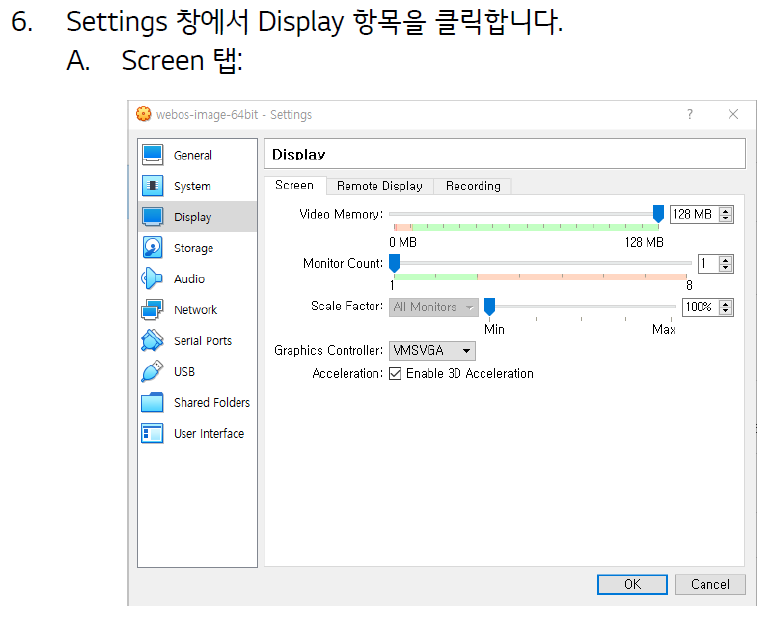 6. Settings 창에서 Display 항목을 클릭합니다.
A. Screen 탭:
webos-image-64bit - Settings ? ×
General
System
Display
Storage
Audio
Network
Serial Ports
USB
Shared Folders
User Interface
Display
Screen Remote Display Recording
Video Memory: 128 MB
0 MB 128 MB
Monitor Count: 1
1 8
Scale Factor: All Monitors 100%
Min Max
Graphics Controller: VMSVGA
Acceleration: Enable 3D Acceleration
OK Cancel